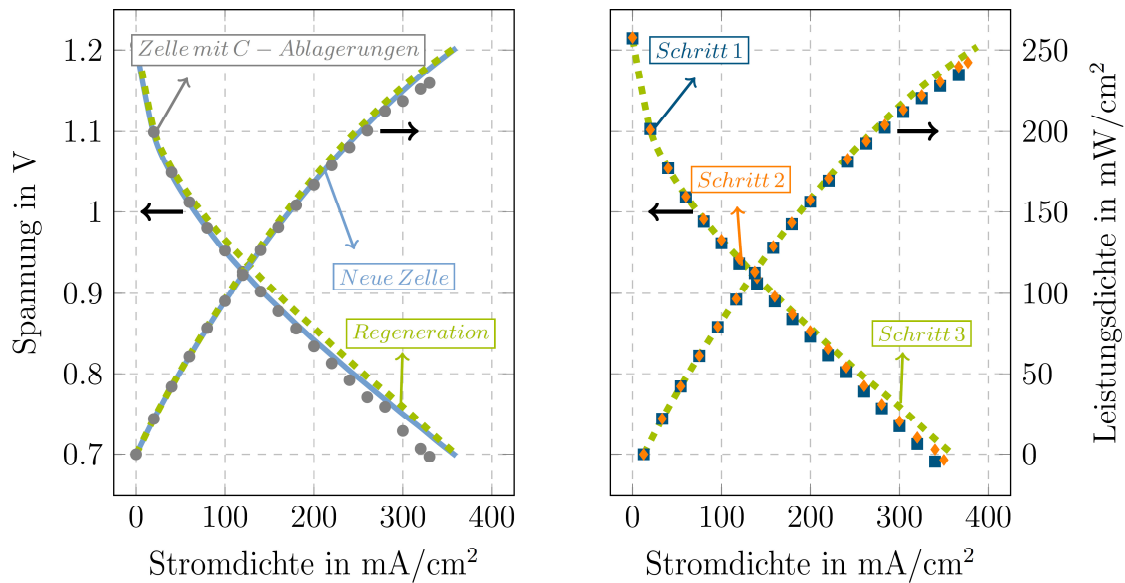 1.2
1.1
1
0.9
0.8
0.7
Spannung in V
0
100
200
300
400
Stromdichte in mA/cm²
Zelle mit C − Ablagerungen
Neue Zelle
Regeneration
Schritt 1
Schritt 2
Schritt 3
0
100
200
300
400
Stromdichte in mA/cm²
250
200
150
100
50
0
Leistungsdichte in mW/cm²